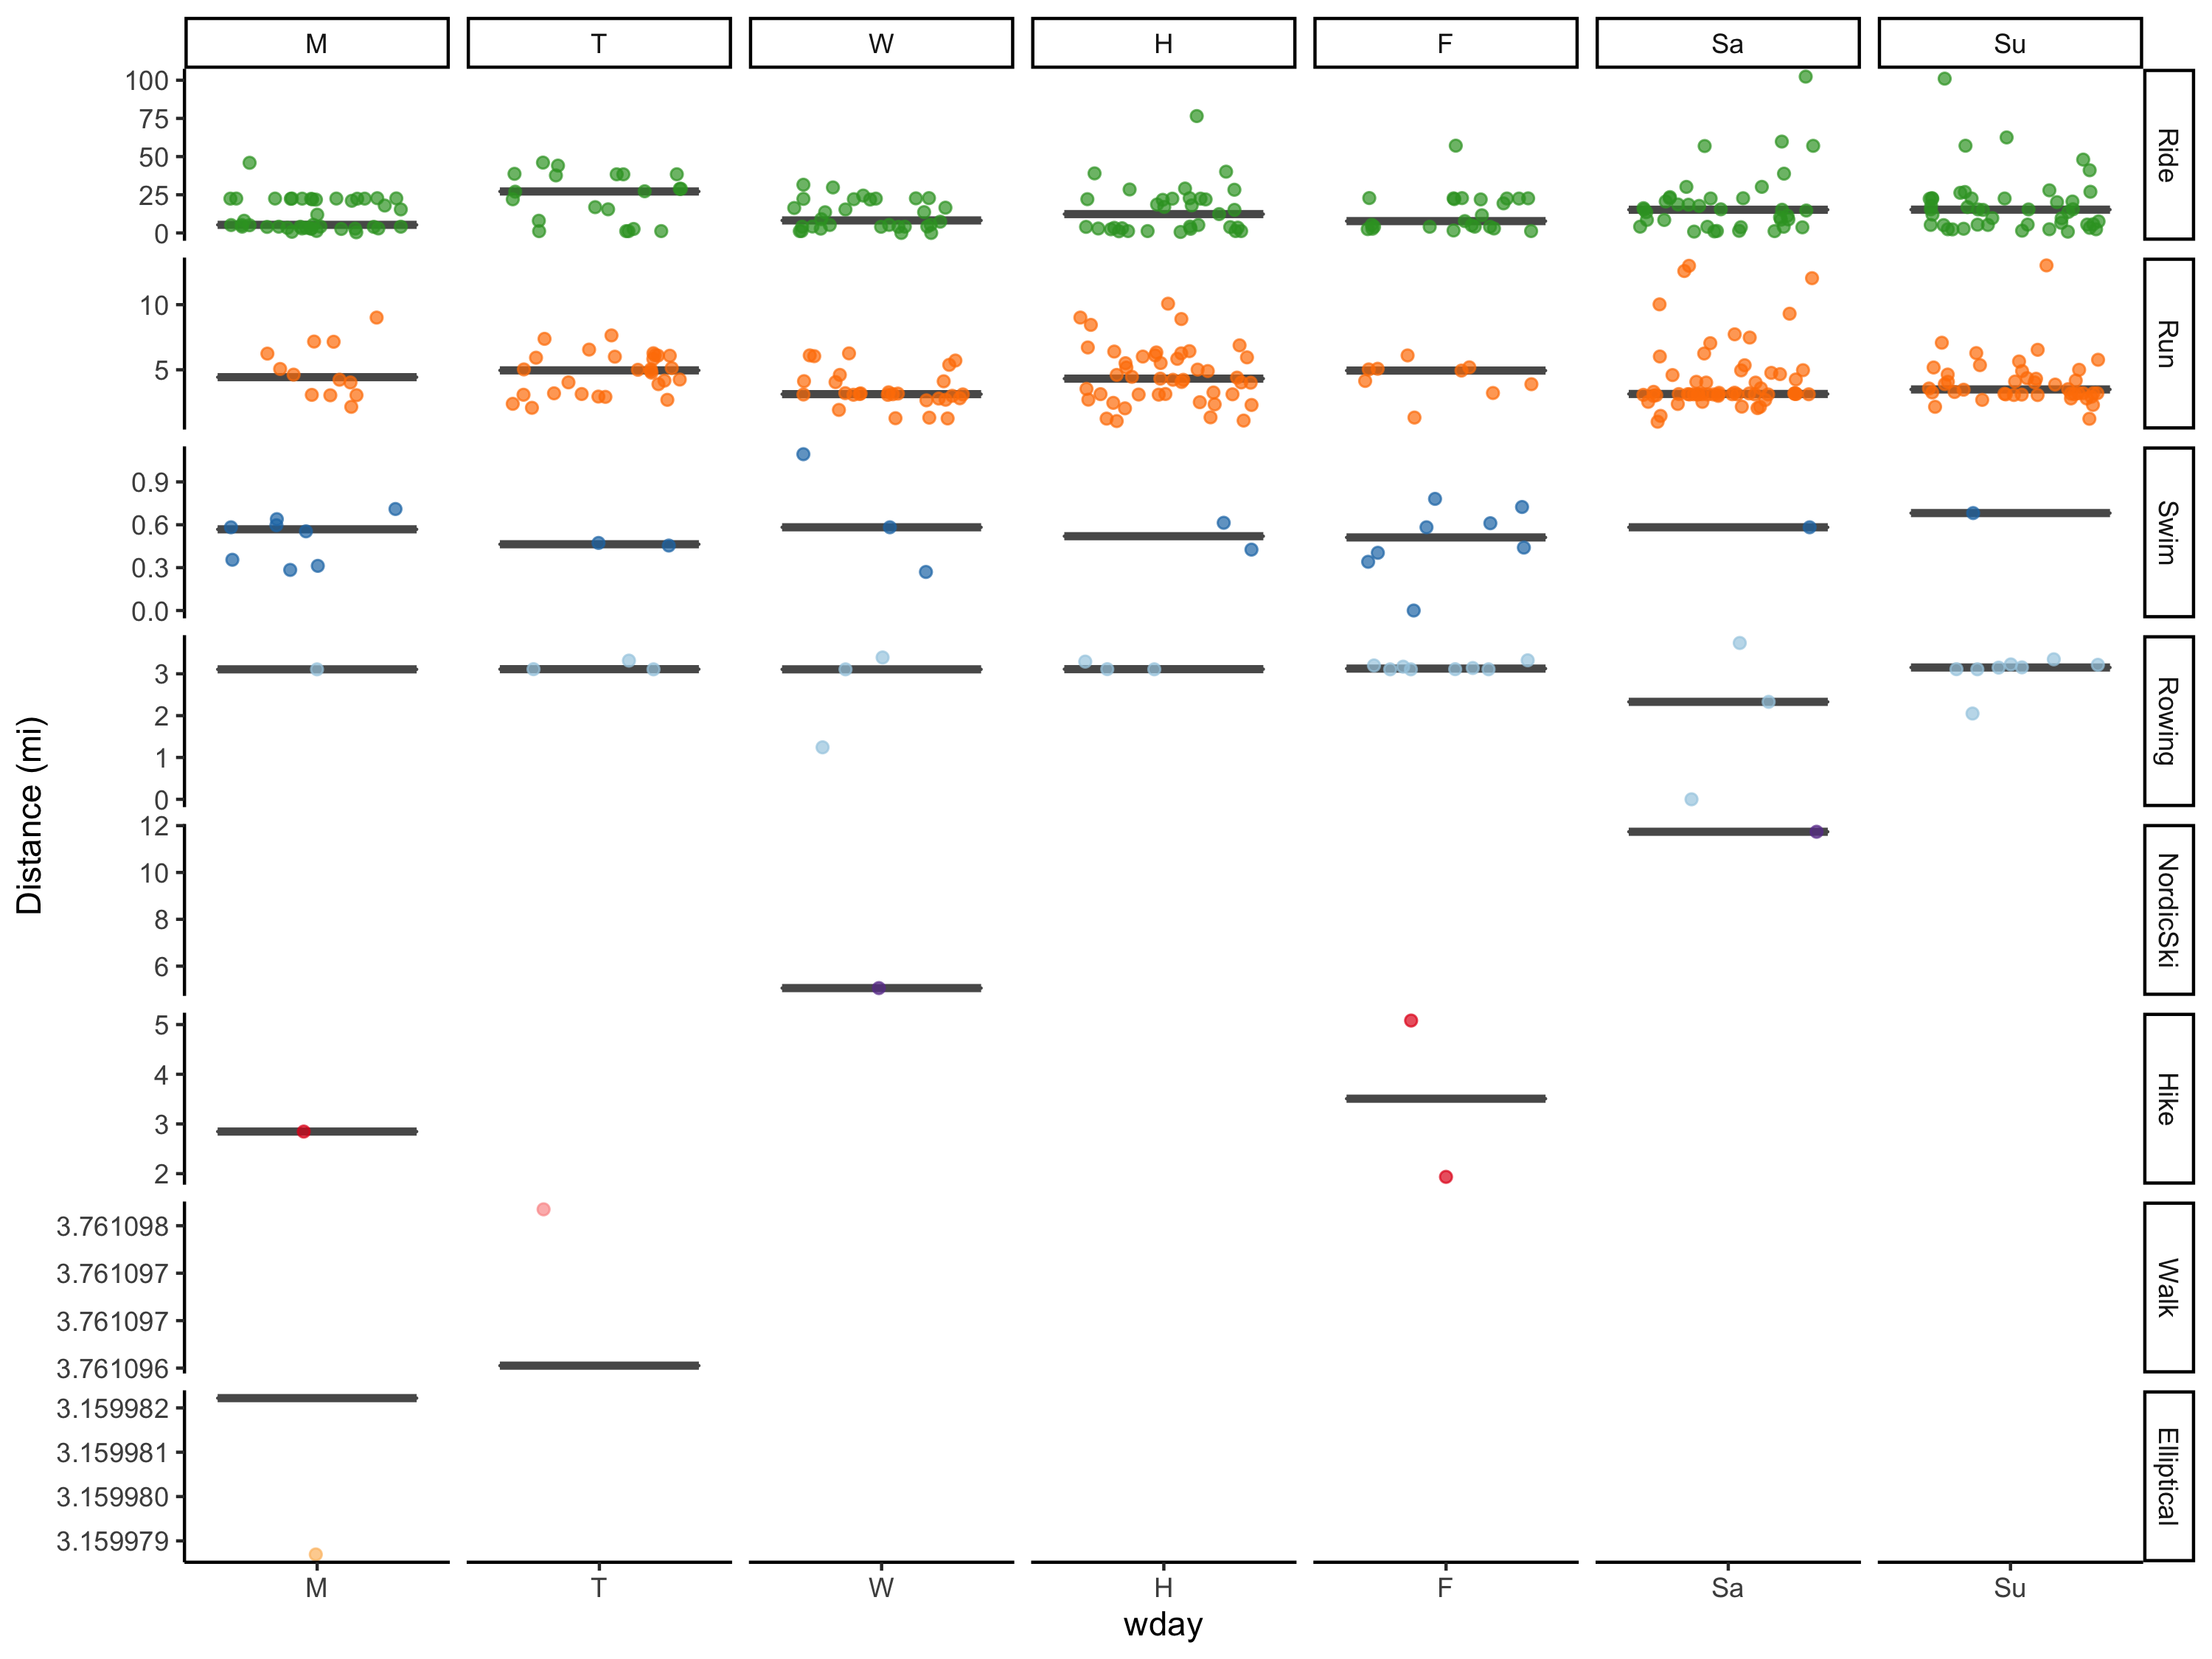 M T W H F Sa Su
100
75
50
25
0
Ride
10
5
Run
0.9
0.6
0.3
0.0
Swim
3
2
1
0
Rowing
12
10
8
6
NordicSki
5
4
3
2
Hike
3.761098
3.761097
3.761097
3.761096
Walk
3.159982
3.159981
3.159980
3.159979
Elliptical
Distance (mi)
M T W H F Sa Su
wday